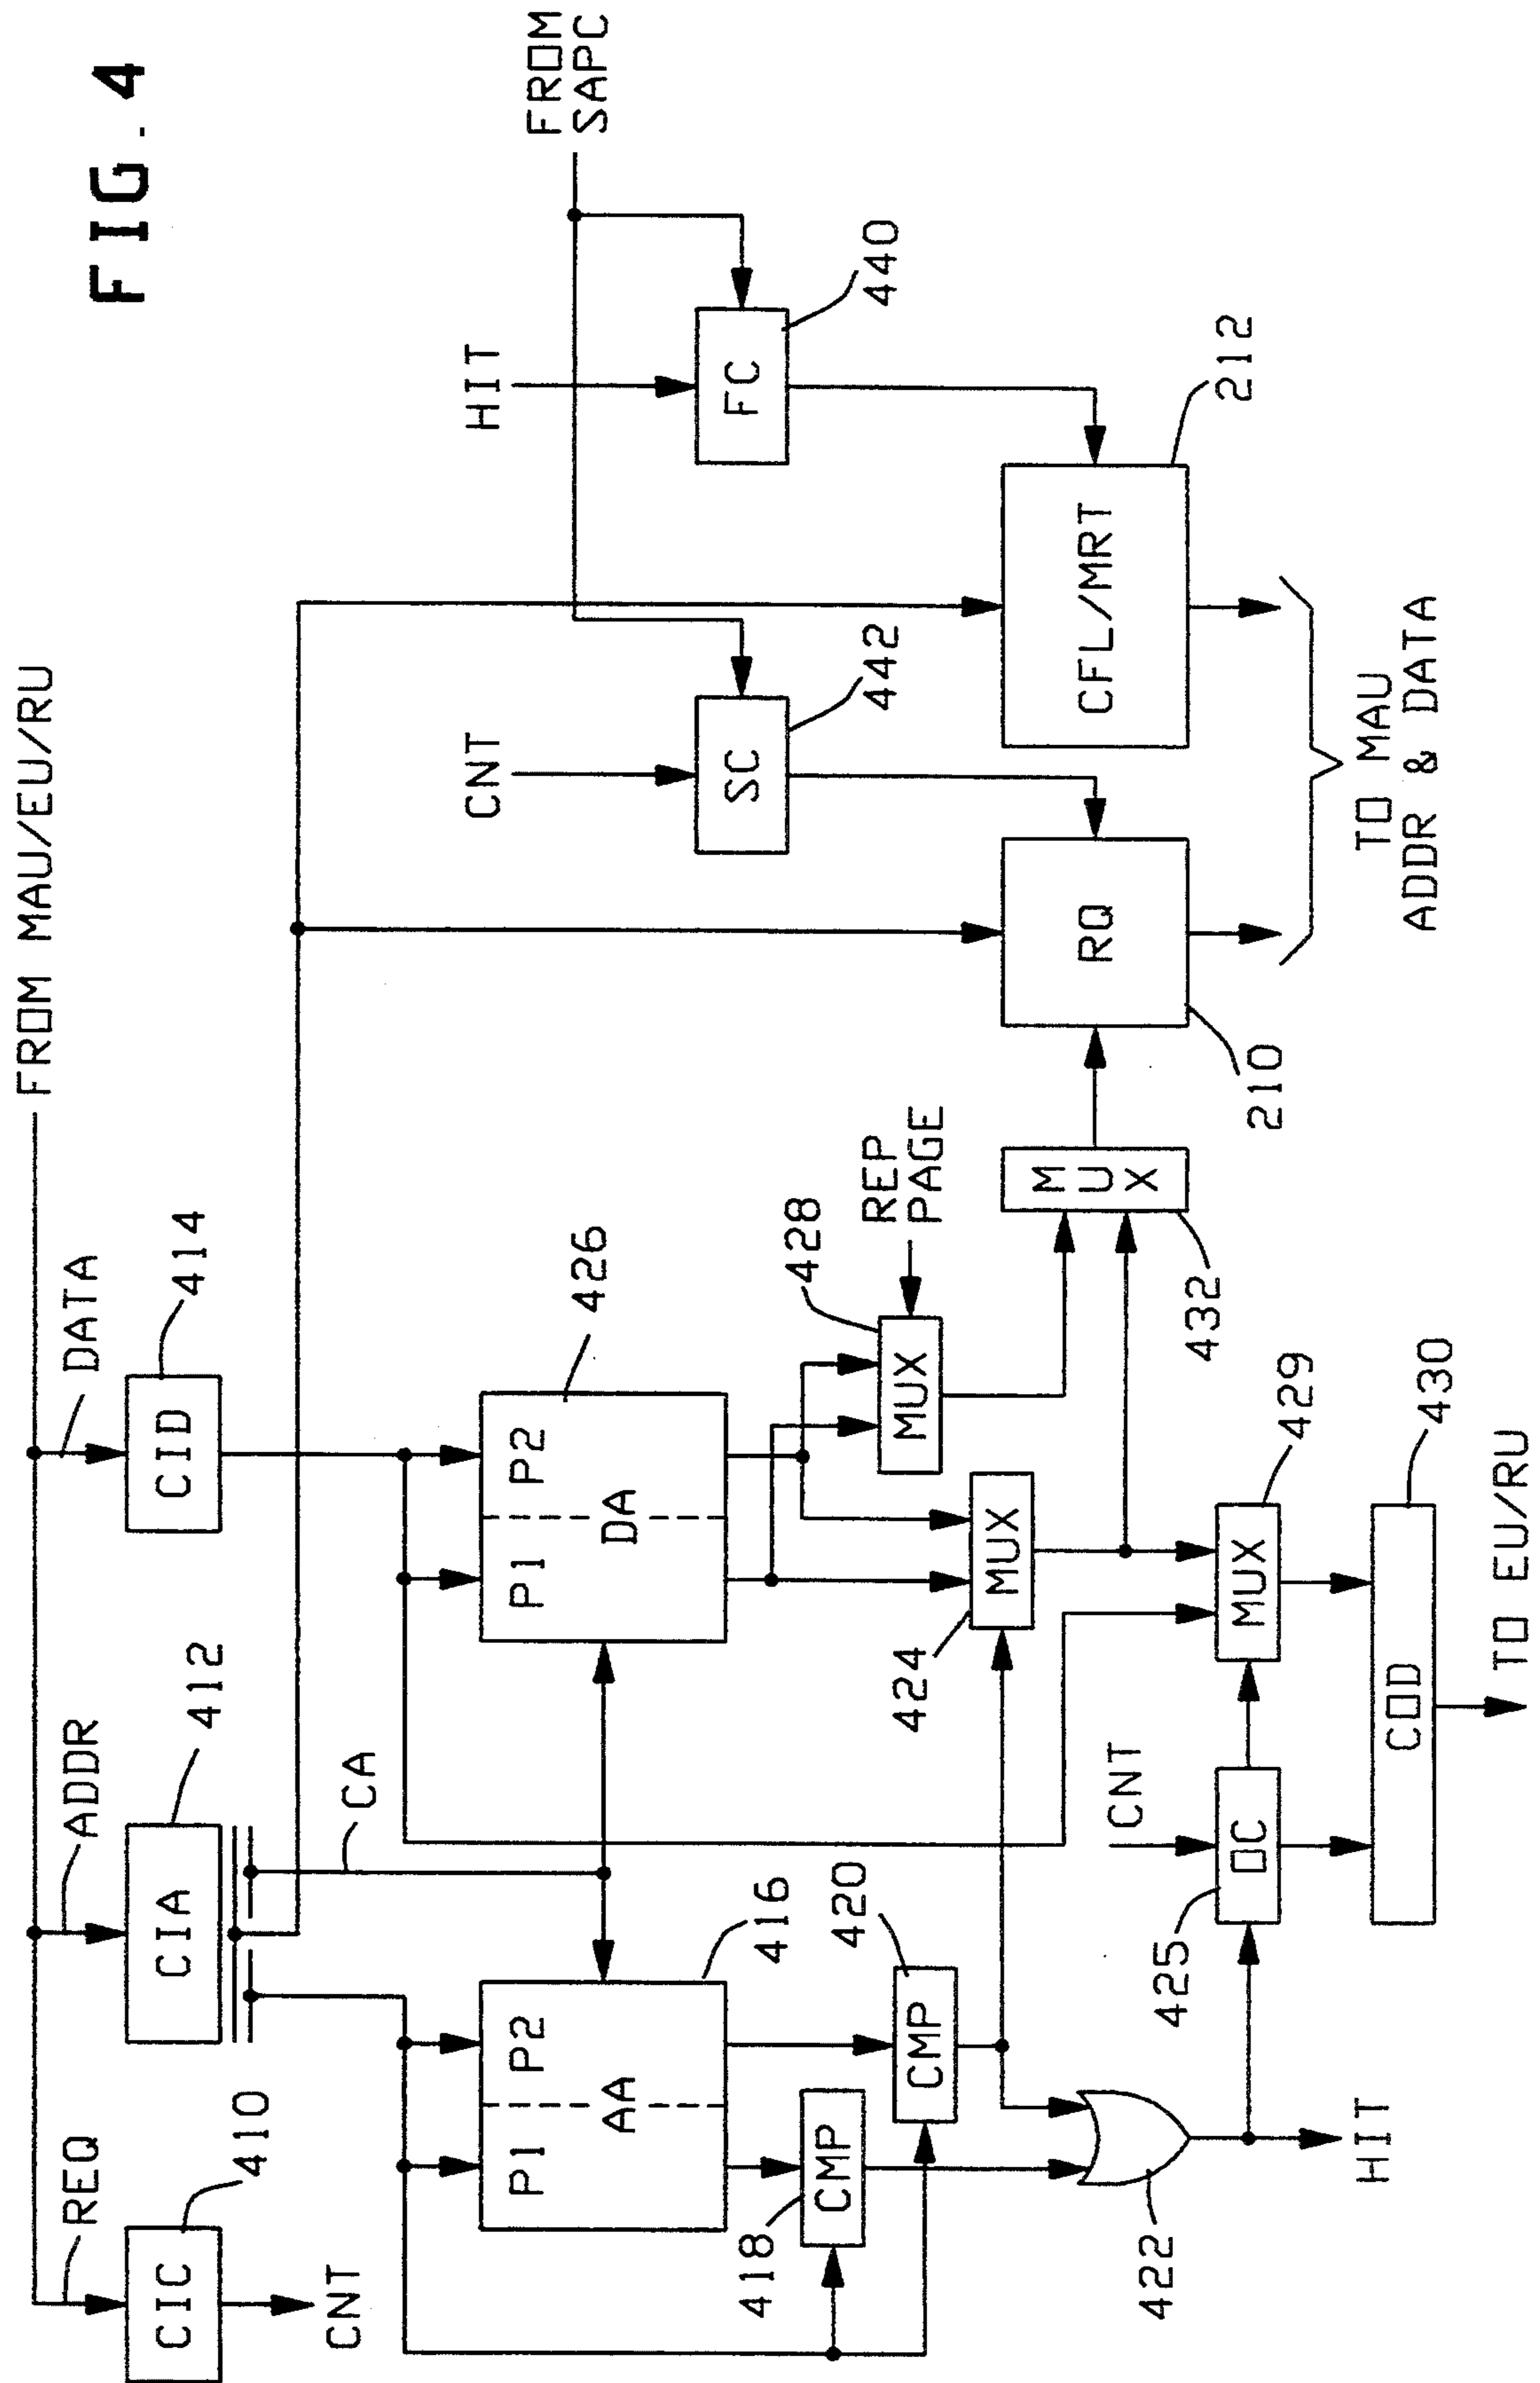 FIG. 4
FROM MAU/EU/RU
REQ
ADDR
DATA
CIC
410
CNT
CIA
412
CA
CID
414
FROM
SAPC
P1
P2
AA
416
P1
P2
DA
426
CMP
418
CMP
420
422
HIT
MUX
424
MUX
428
REP
PAGE
CNT
OC
425
MUX
429
COD
430
TO EU/RU
MUX
432
CNT
SC
442
HIT
FC
440
RQ
210
CFL/MRT
212
TO MAU
ADDR & DATA